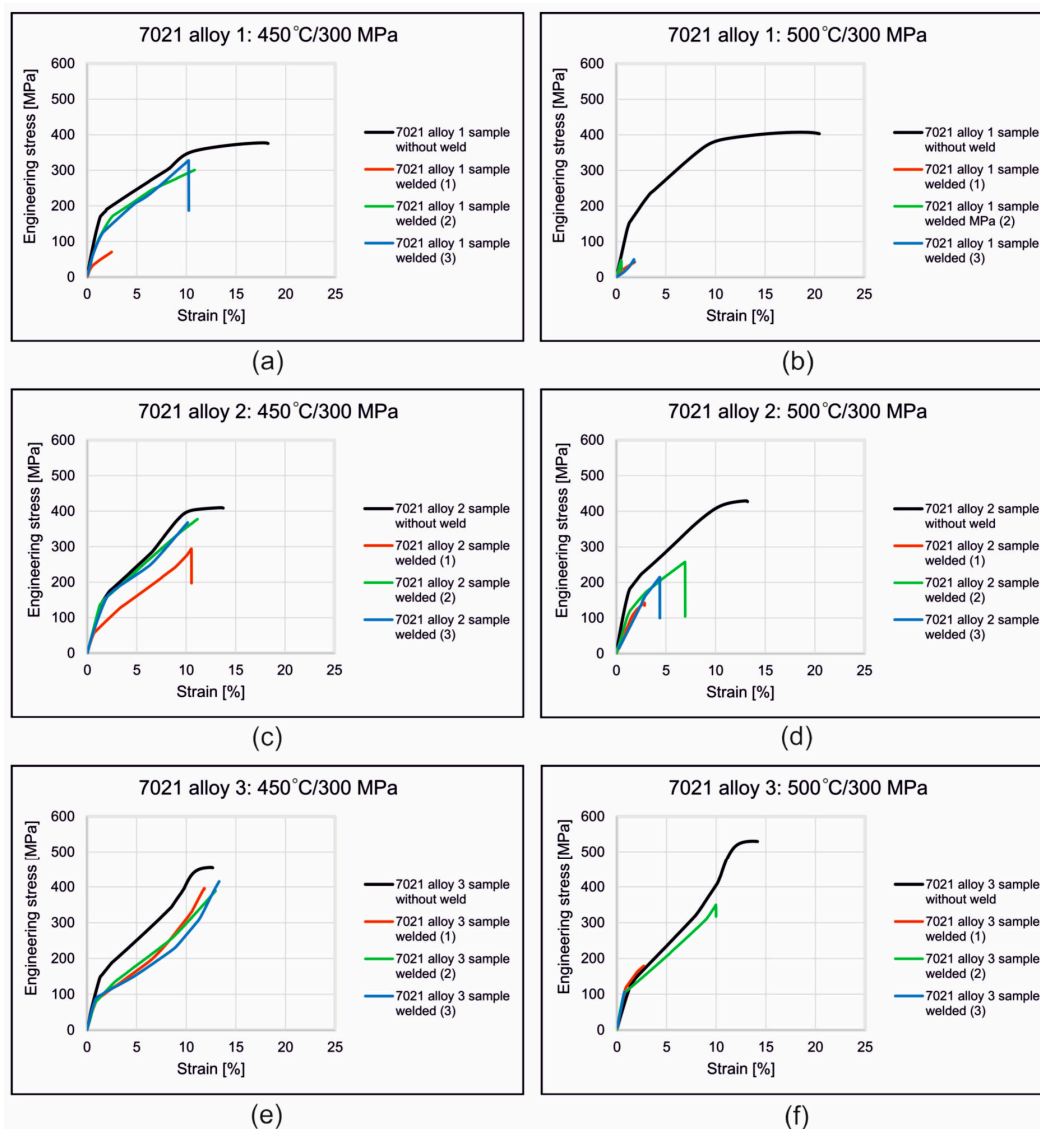 7021 alloy 1: 450°C/300 MPa
Engineering stress [MPa]
600
500
400
300
200
100
0
0 5 10 15 20 25
Strain [%]
7021 alloy 1 sample
without weld
7021 alloy 1 sample
welded (1)
7021 alloy 1 sample
welded (2)
7021 alloy 1 sample
welded (3)
(a)
7021 alloy 1: 500°C/300 MPa
Engineering stress [MPa]
600
500
400
300
200
100
0
0 5 10 15 20 25
Strain [%]
7021 alloy 1 sample
without weld
7021 alloy 1 sample
welded (1)
7021 alloy 1 sample
welded MPa (2)
7021 alloy 1 sample
welded (3)
(b)
7021 alloy 2: 450°C/300 MPa
Engineering stress [MPa]
600
500
400
300
200
100
0
0 5 10 15 20 25
Strain [%]
7021 alloy 2 sample
without weld
7021 alloy 2 sample
welded (1)
7021 alloy 2 sample
welded (2)
7021 alloy 2 sample
welded (3)
(c)
7021 alloy 2: 500°C/300 MPa
Engineering stress [MPa]
600
500
400
300
200
100
0
0 5 10 15 20 25
Strain [%]
7021 alloy 2 sample
without weld
7021 alloy 2 sample
welded (1)
7021 alloy 2 sample
welded (2)
7021 alloy 2 sample
welded (3)
(d)
7021 alloy 3: 450°C/300 MPa
Engineering stress [MPa]
600
500
400
300
200
100
0
0 5 10 15 20 25
Strain [%]
7021 alloy 3 sample
without weld
7021 alloy 3 sample
welded (1)
7021 alloy 3 sample
welded (2)
7021 alloy 3 sample
welded (3)
(e)
7021 alloy 3: 500°C/300 MPa
Engineering stress [MPa]
600
500
400
300
200
100
0
0 5 10 15 20 25
Strain [%]
7021 alloy 3 sample
without weld
7021 alloy 3 sample
welded (1)
7021 alloy 3 sample
welded (2)
7021 alloy 3 sample
welded (3)
(f)